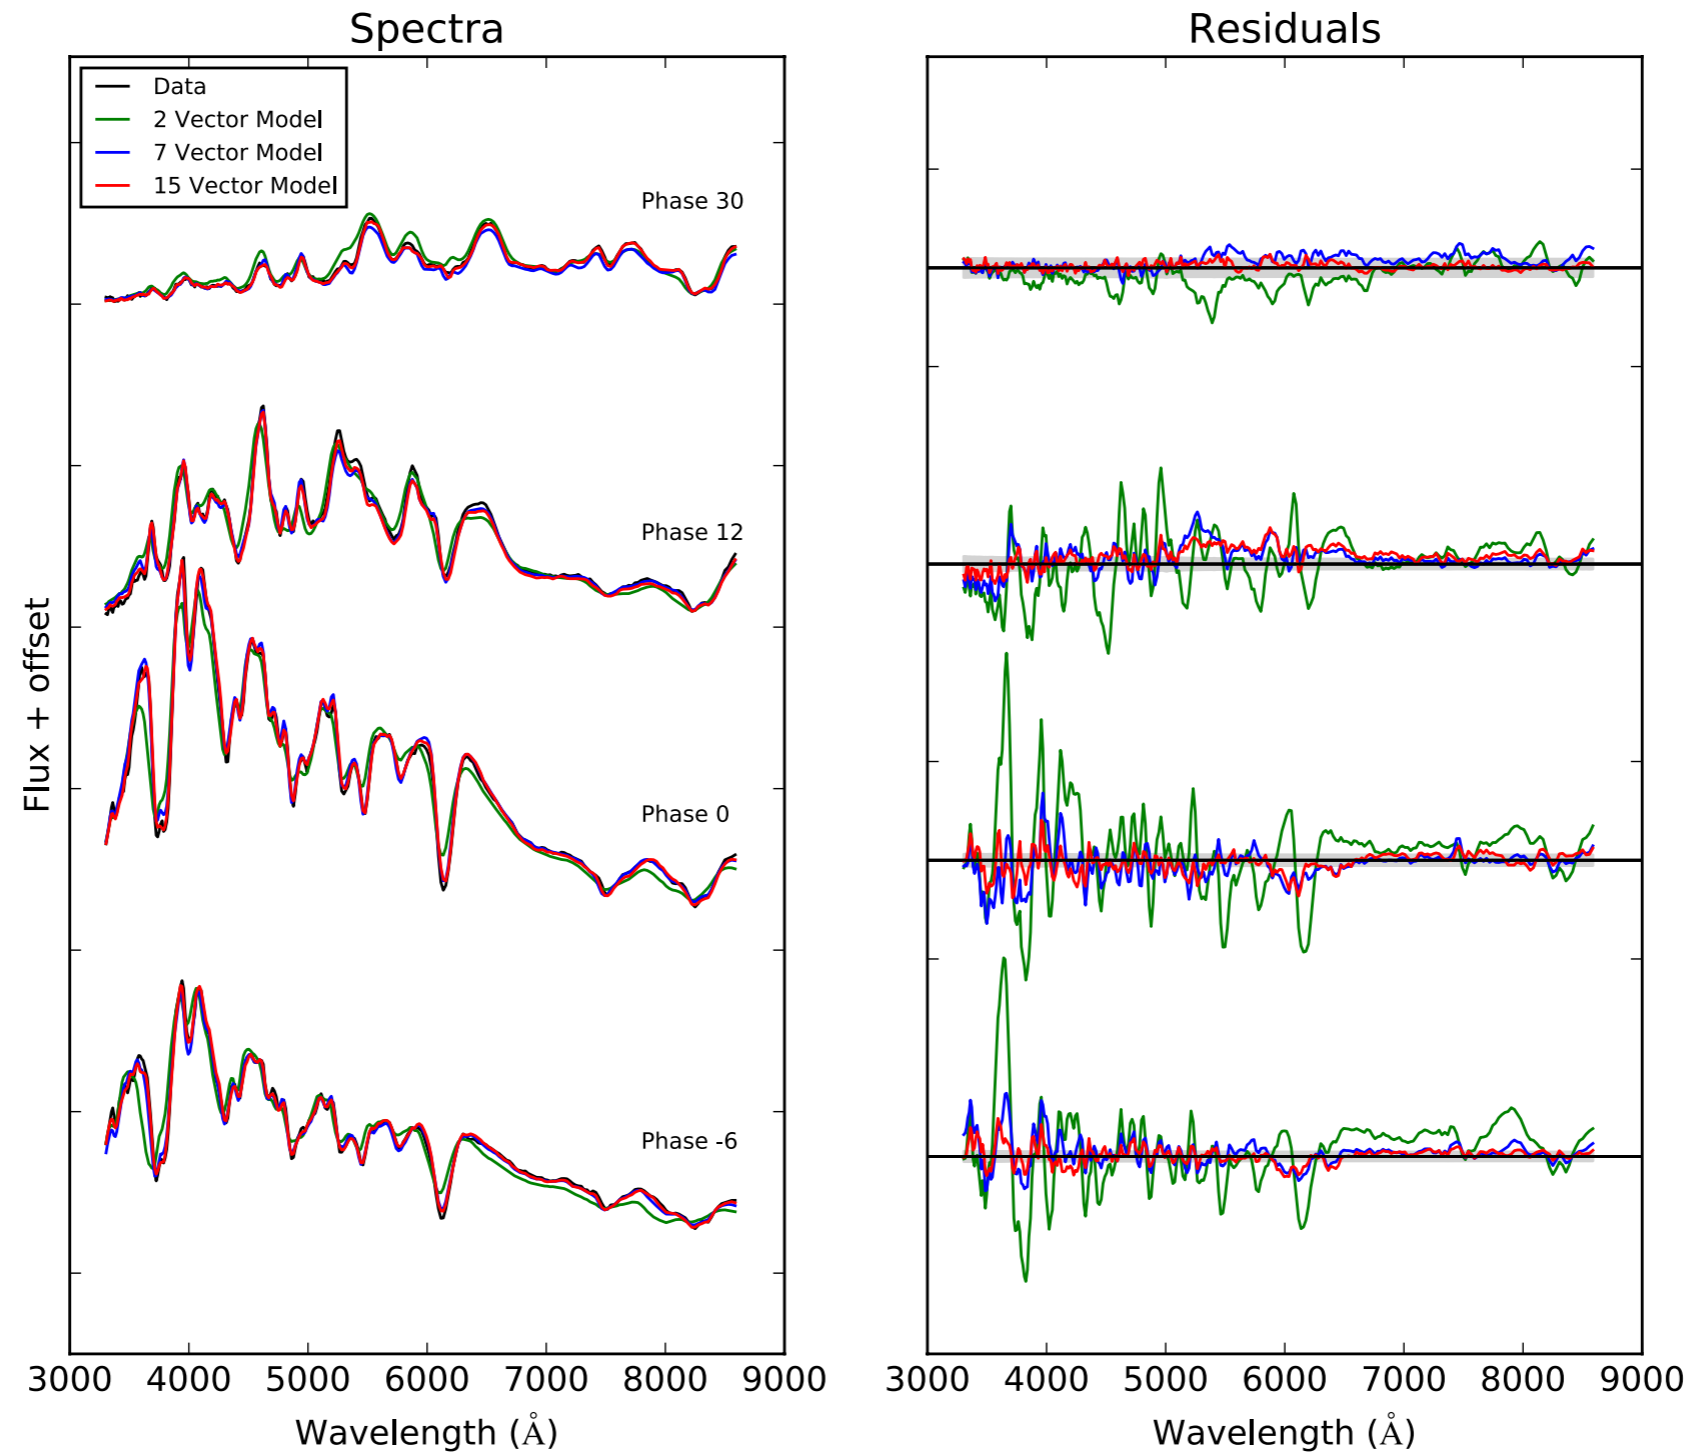 Spectra
Data
2 Vector Model
7 Vector Model
15 Vector Model
Phase 30
Phase 12
Phase 0
Phase -6
Flux + offset
3000 4000 5000 6000 7000 8000 9000
Wavelength (Å)
Residuals
3000 4000 5000 6000 7000 8000 9000
Wavelength (Å)